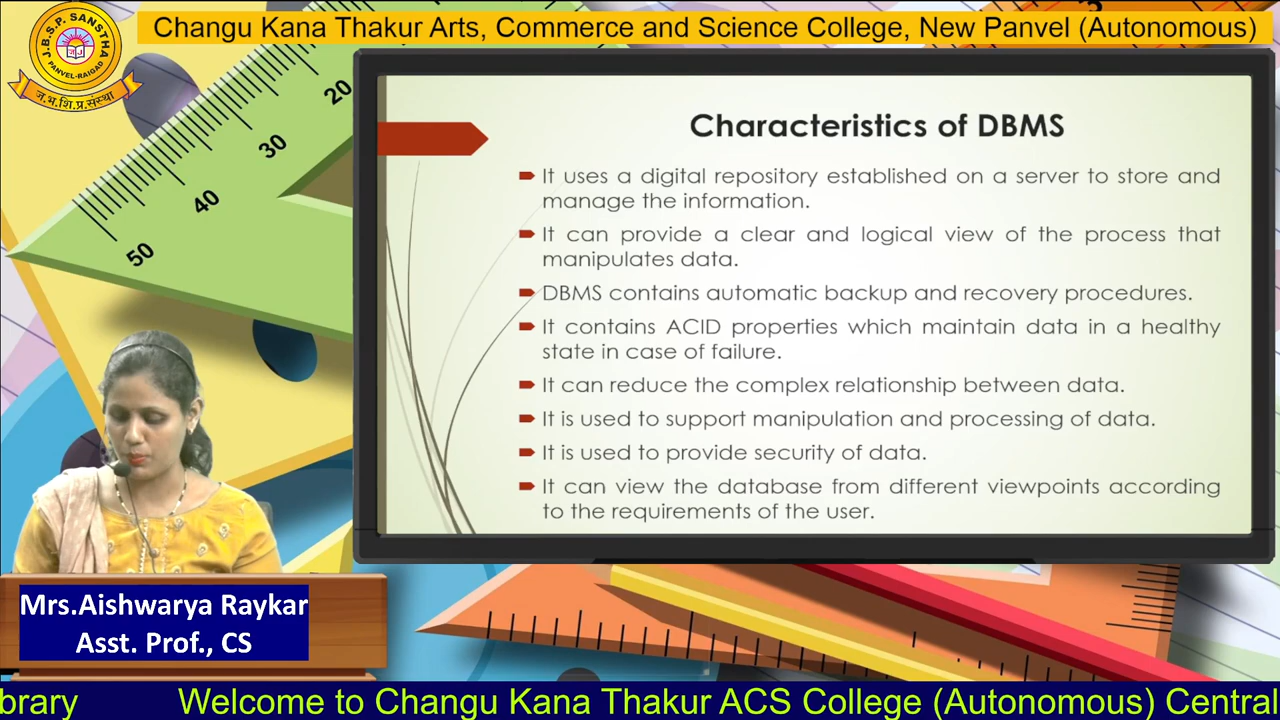 Changu Kana Thakur Arts, Commerce and Science College, New Panvel (Autonomous)
J.B.S.P. SANSTHA
PANVEL-RAIGAD
ज.भ.शि.प्र.संस्था
20
30
40
50
Characteristics of DBMS
It uses a digital repository established on a server to store and
manage the information.
It can provide a clear and logical view of the process that
manipulates data.
DBMS contains automatic backup and recovery procedures.
It contains ACID properties which maintain data in a healthy
state in case of failure.
It can reduce the complex relationship between data.
It is used to support manipulation and processing of data.
It is used to provide security of data.
It can view the database from different viewpoints according
to the requirements of the user.
Mrs.Aishwarya Raykar
Asst. Prof., CS
brary Welcome to Changu Kana Thakur ACS College (Autonomous) Central